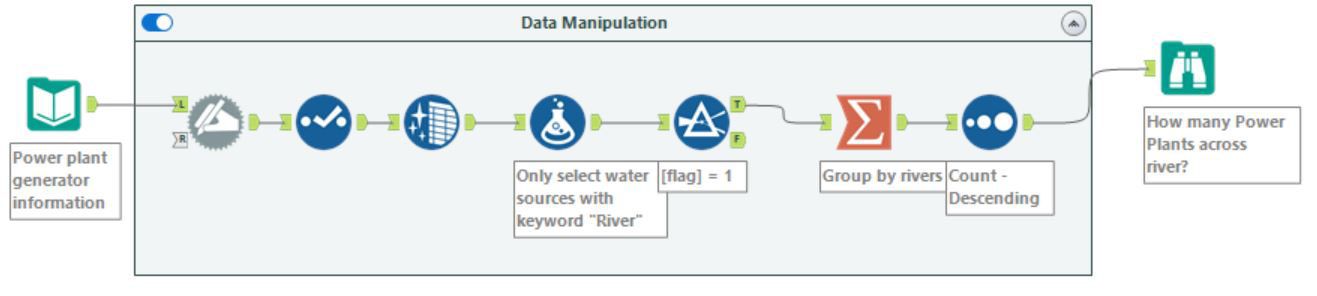 Data Manipulation
L
R
T
F
Power plant
generator
information
Only select water
sources with
keyword "River"
[flag] = 1
Group by rivers
Count -
Descending
How many Power
Plants across
river?